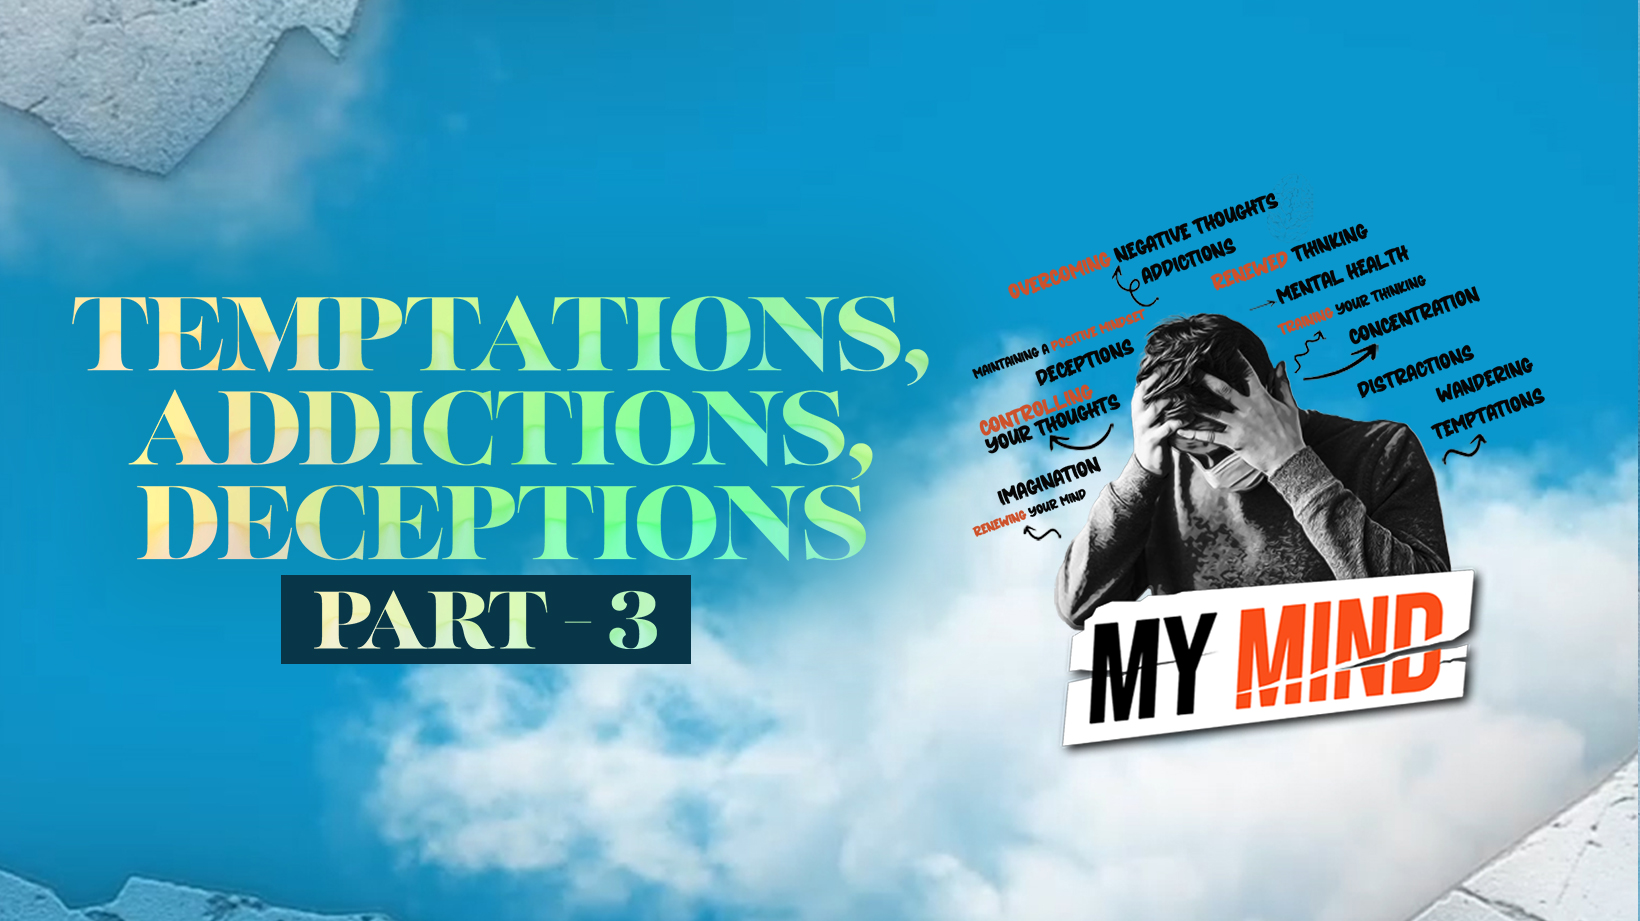 TEMPTATIONS,
ADDICTIONS,
DECEPTIONS
PART - 3
OVERCOMING NEGATIVE THOUGHTS
ADDICTIONS
RENEWED THINKING
MENTAL HEALTH
TRAINING YOUR THINKING
CONCENTRATION
MAINTAINING A POSITIVE MINDSET
DECEPTIONS
DISTRACTIONS
WANDERING
TEMPTATIONS
CONTROLLING
YOUR THOUGHTS
IMAGINATION
RENEWING YOUR MIND
MY MIND